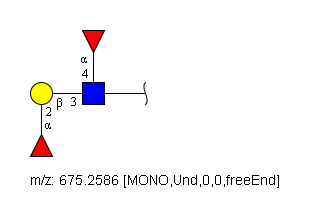 α
4
β 3
2
α
m/z: 675.2586 [MONO,Und,0,0,freeEnd]